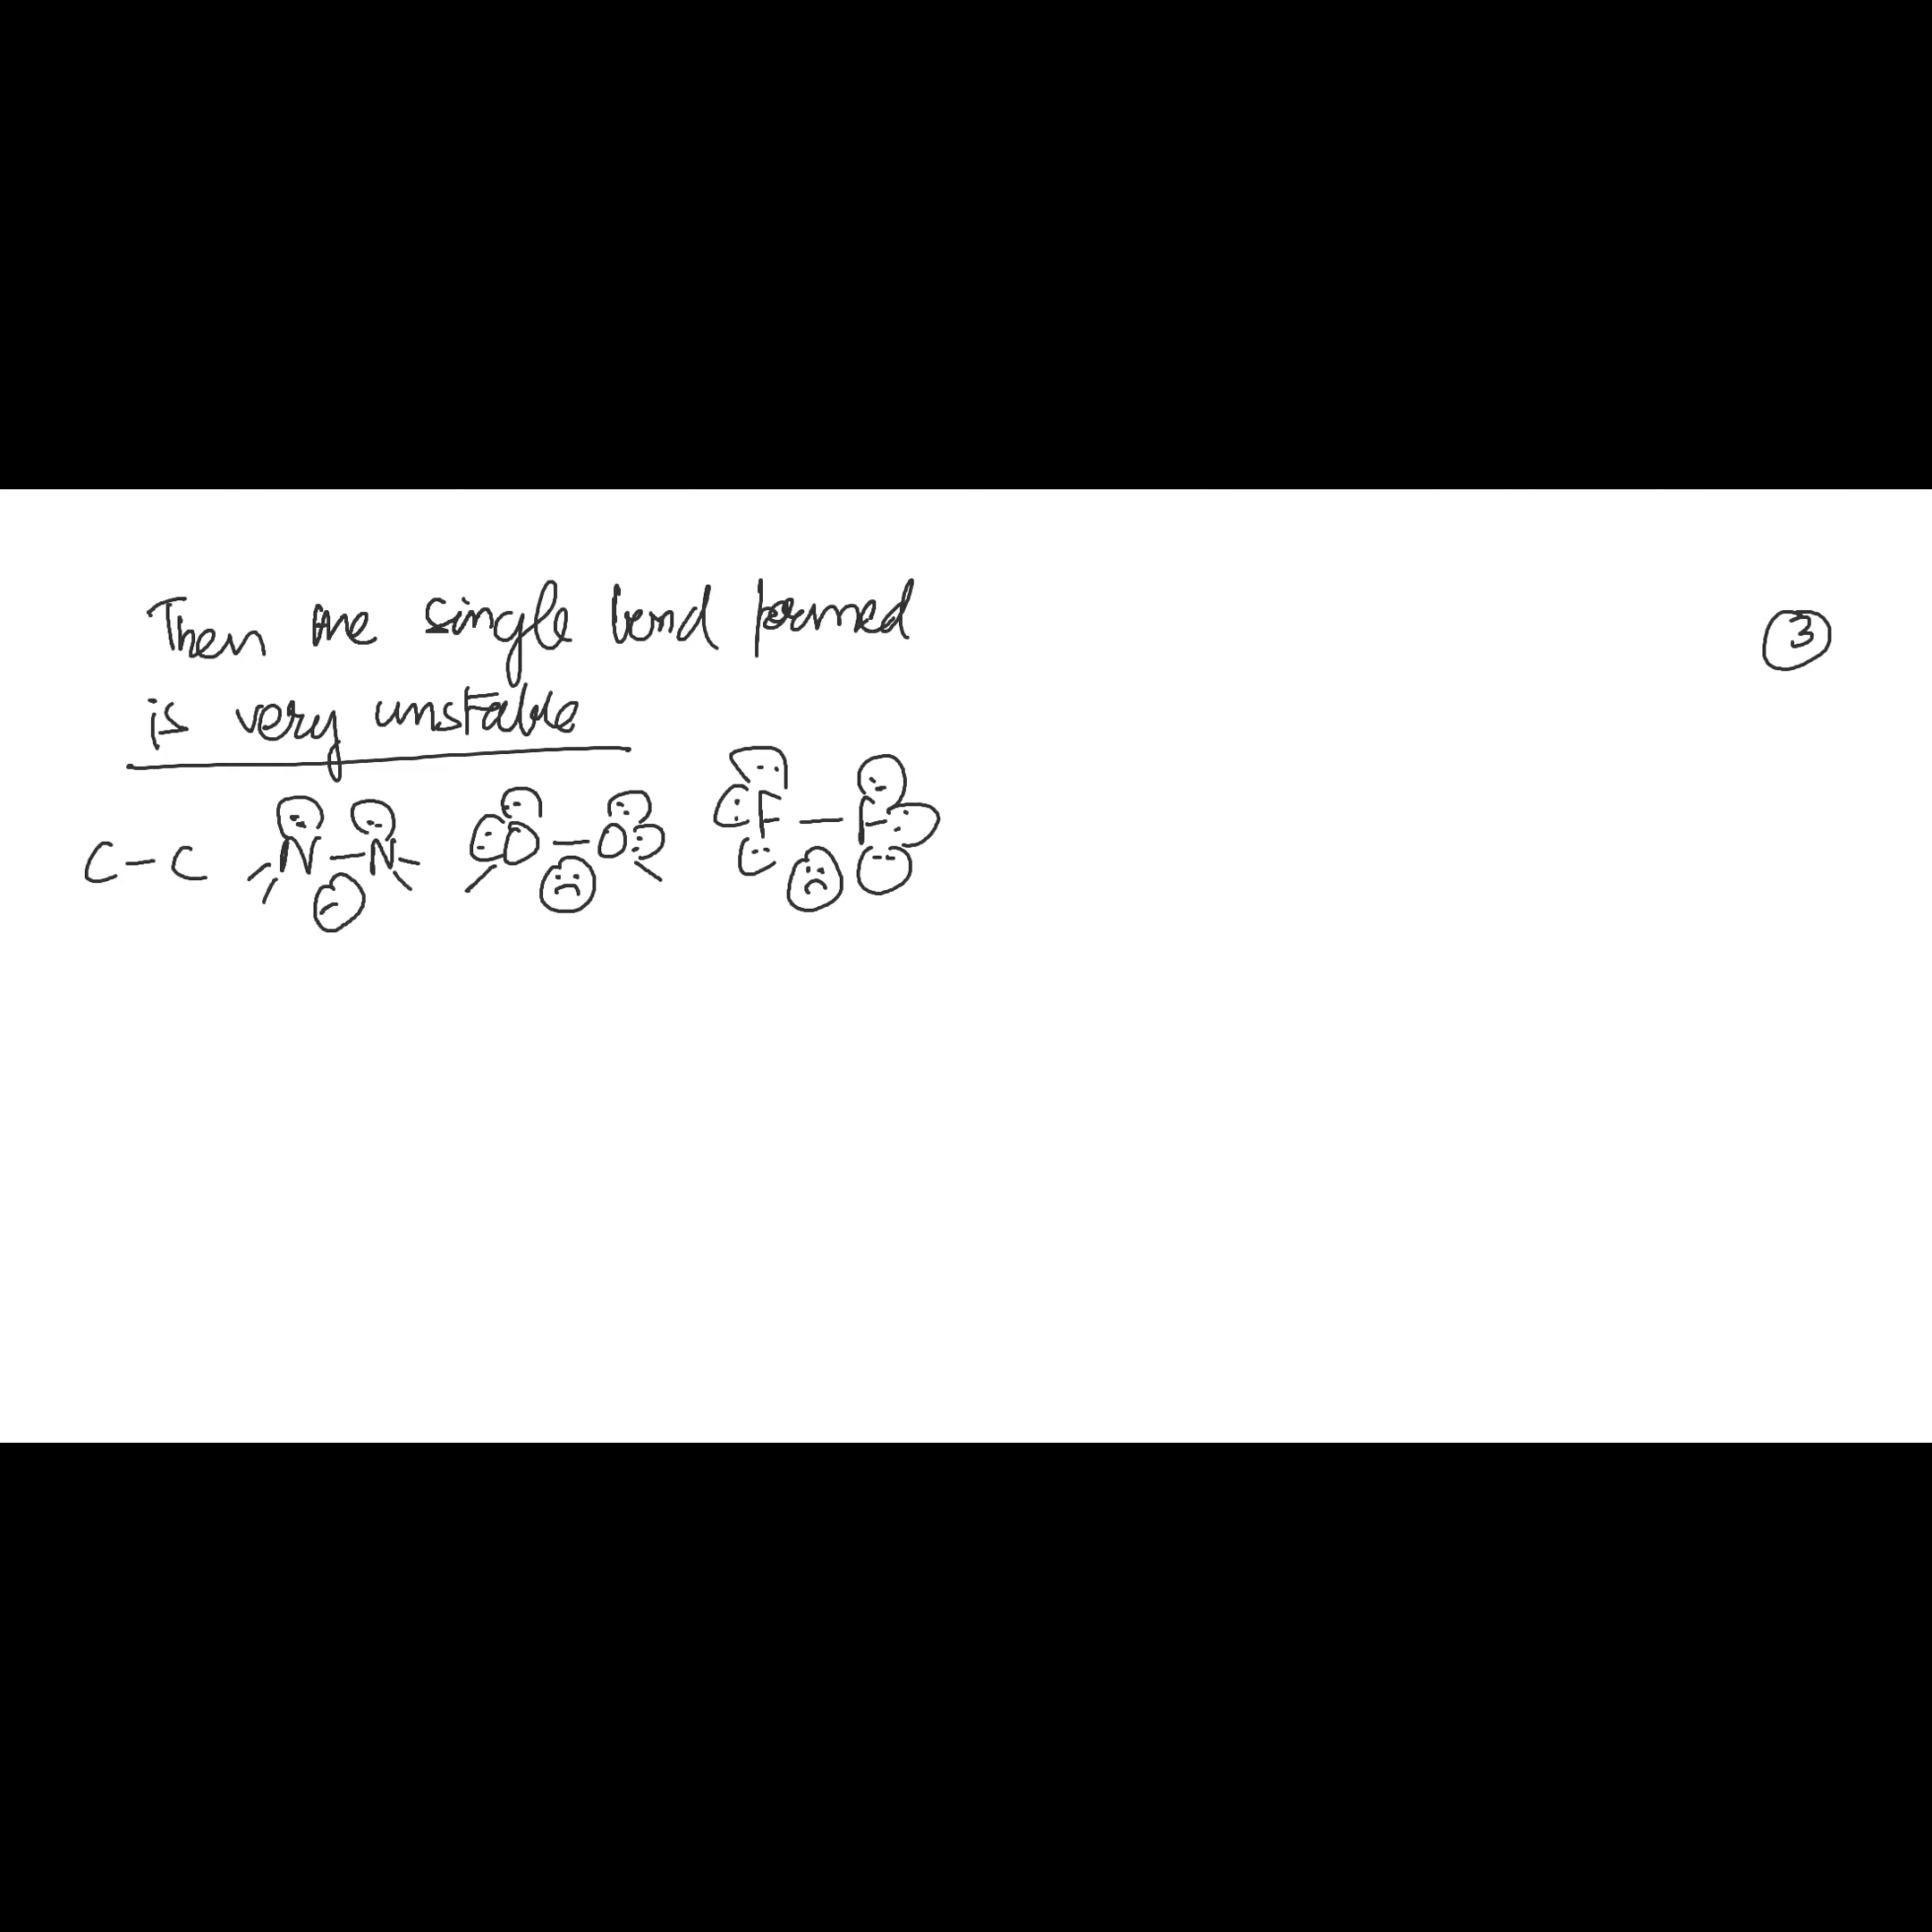 Then the single bond formed
③
is very unstable
C-C N-N O-O F-F